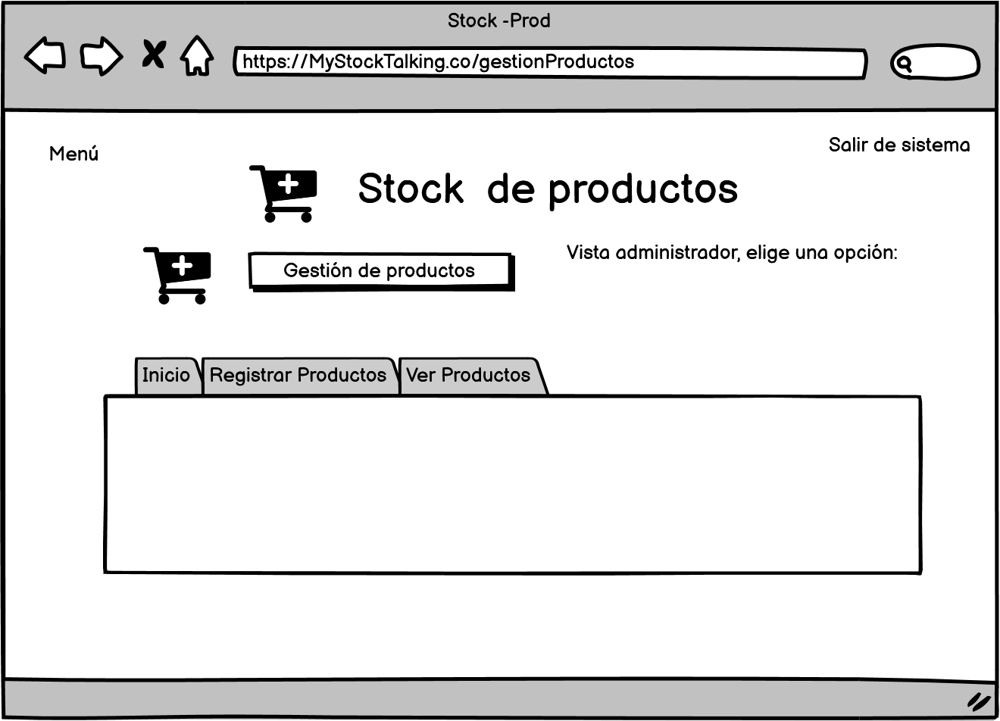 Stock -Prod
https://MyStockTalking.co/gestionProductos
Menú
Salir de sistema
Stock de productos
Gestión de productos
Vista administrador, elige una opción:
Inicio
Registrar Productos
Ver Productos